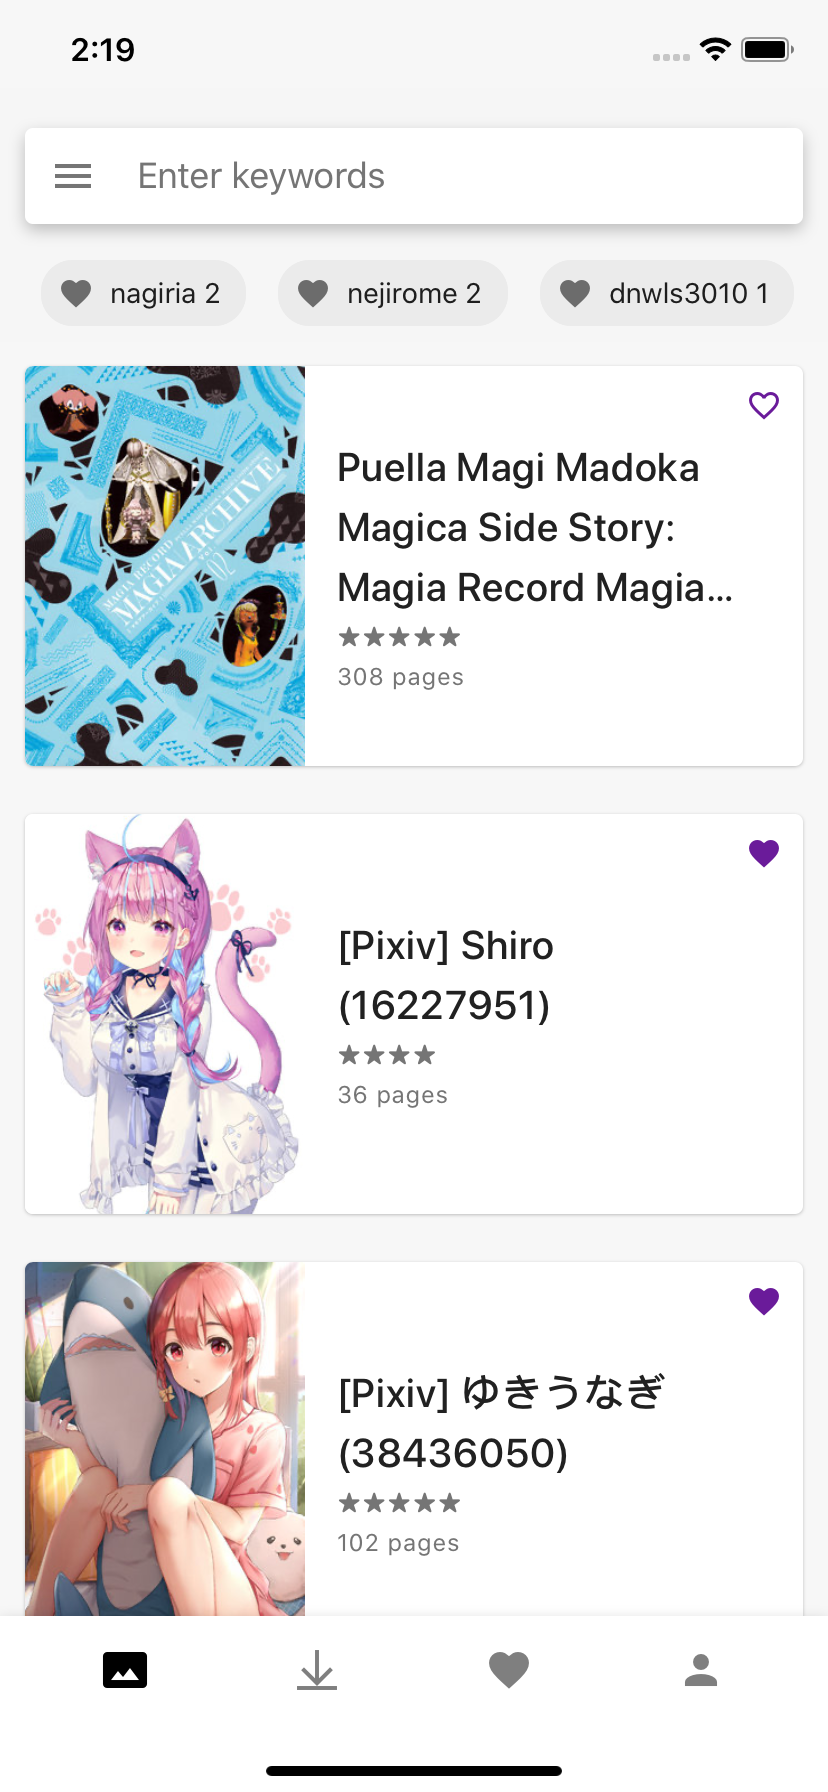 2:19
Enter keywords
nagiria 2
nejirome 2
dnwls3010 1
MAGIA RECORD
MAGIA ARCHIVE
02
Puella Magi Madoka
Magica Side Story:
Magia Record Magia...
★★★★★
308 pages
[Pixiv] Shiro
(16227951)
★★★★
36 pages
[Pixiv] ゆきうなぎ
(38436050)
★★★★★
102 pages